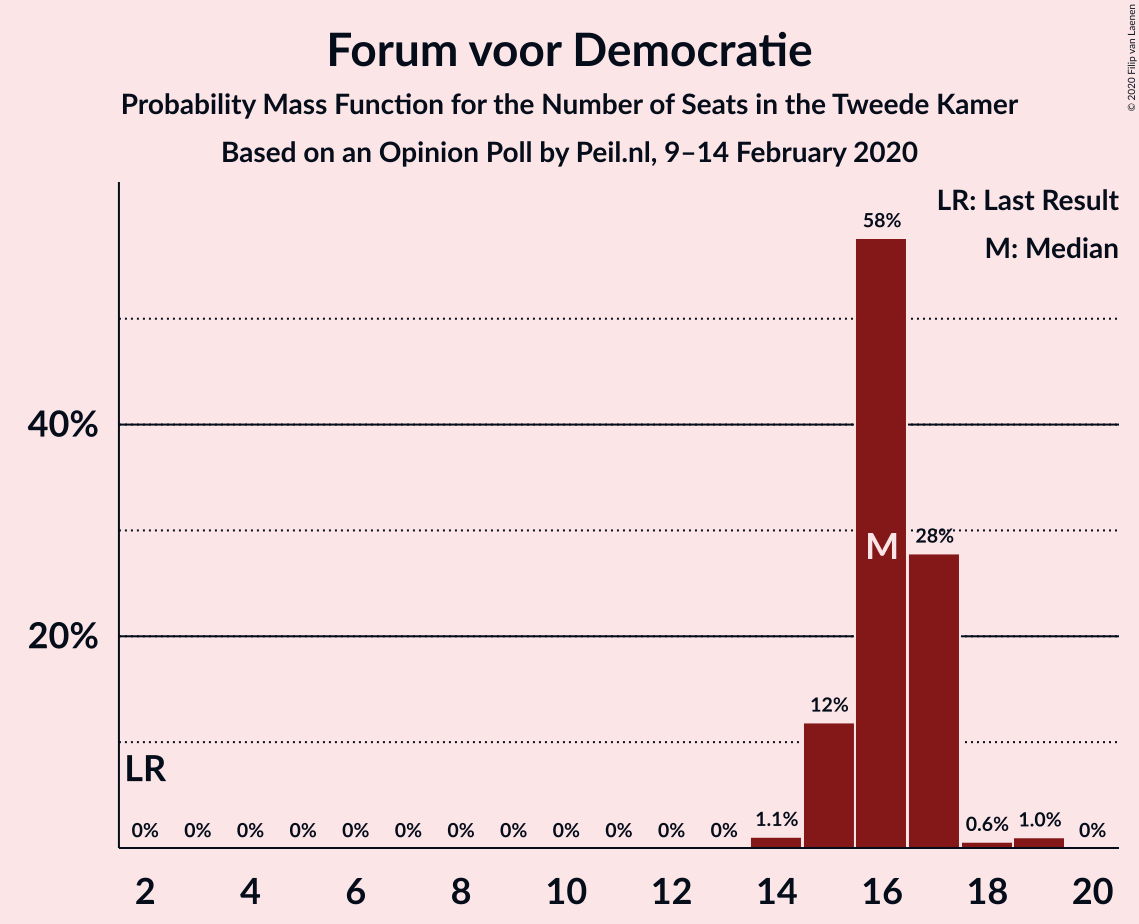 Forum voor Democratie
Probability Mass Function for the Number of Seats in the Tweede Kamer
Based on an Opinion Poll by Peil.nl, 9–14 February 2020
© 2020 Filip van Laenen
LR: Last Result
M: Median
58%
40%
M
28%
20%
12%
LR
0% 0% 0% 0% 0% 0% 0% 0% 0% 0% 0% 0% 1.1% 0.6% 1.0% 0%
2 4 6 8 10 12 14 16 18 20